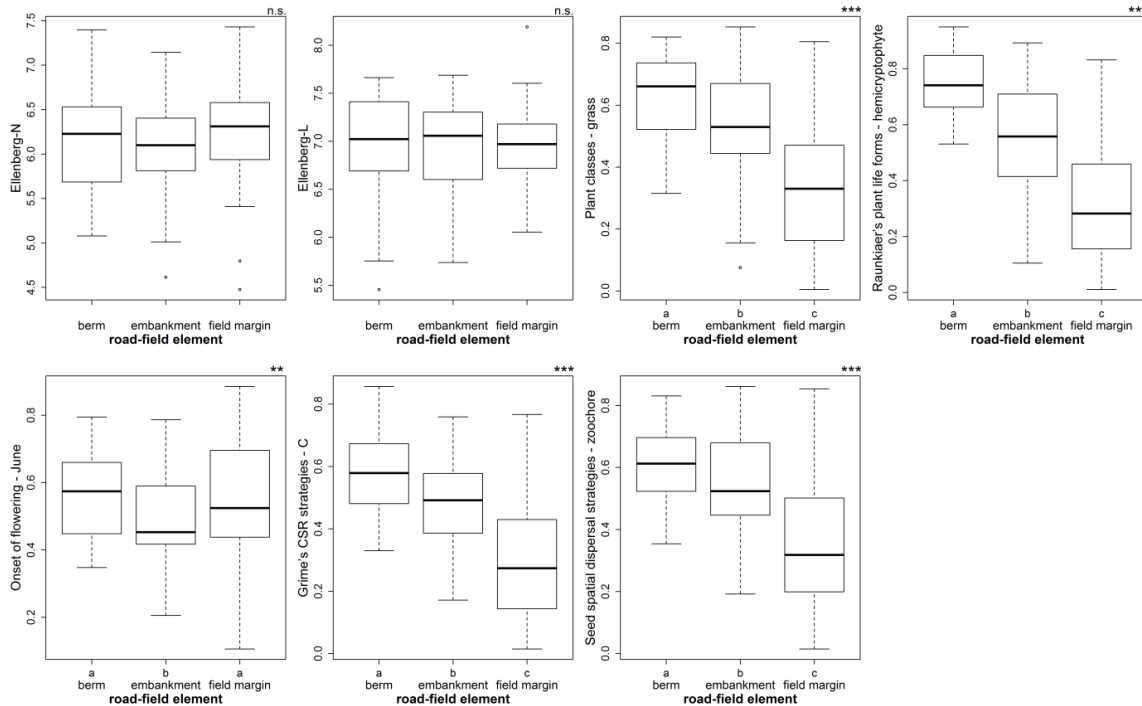 n.s.
Ellenberg-N
7.5
7.0
6.5
6.0
5.5
5.0
4.5
berm embankment field margin
road-field element
n.s.
Ellenberg-L
8.0
7.5
7.0
6.5
6.0
5.5
berm embankment field margin
road-field element
***
Plant classes - grass
0.8
0.6
0.4
0.2
0.0
a b c
berm embankment field margin
road-field element
**
Raunkiaer's plant life forms - hemicryptophyte
0.8
0.6
0.4
0.2
0.0
a b c
berm embankment field margin
road-field element
**
Onset of flowering - June
0.8
0.6
0.4
0.2
a b a
berm embankment field margin
road-field element
***
Grime's CSR strategies - C
0.8
0.6
0.4
0.2
0.0
a b c
berm embankment field margin
road-field element
***
Seed spatial dispersal strategies - zoochore
0.8
0.6
0.4
0.2
0.0
a b c
berm embankment field margin
road-field element